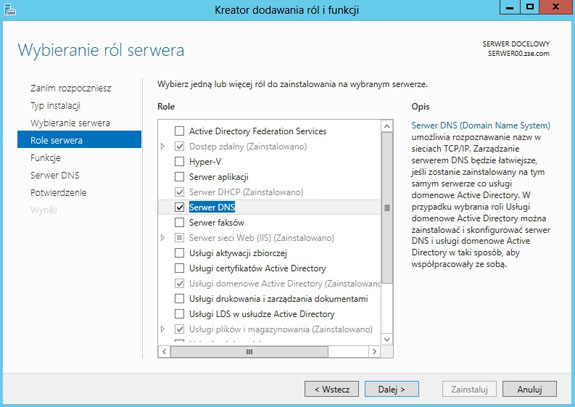 Kreator dodawania ról i funkcji
Wybieranie ról serwera
SERWER DOCELOWY
SERWER00.zse.com
Zanim rozpoczniesz
Typ instalacji
Wybieranie serwera
Role serwera
Funkcje
Serwer DNS
Potwierdzenie
Wyniki
Wybierz jedną lub więcej ról do zainstalowania na wybranym serwerze.
Role
Active Directory Federation Services
Dostęp zdalny (Zainstalowano)
Hyper-V
Serwer aplikacji
Serwer DHCP (Zainstalowano)
Serwer DNS
Serwer faksów
Serwer sieci Web (IIS) (Zainstalowano)
Usługi aktywacji zbiorczej
Usługi certyfikatów Active Directory
Usługi domenowe Active Directory (Zainstalowano
Usługi drukowania i zarządzania dokumentami
Usługi LDS w usłudze Active Directory
Usługi plików i magazynowania (Zainstalowano)
Opis
Serwer DNS (Domain Name System)
umożliwia rozpoznawanie nazw w
sieciach TCP/IP. Zarządzanie
serwerem DNS będzie łatwiejsze,
jeśli zostanie zainstalowany na tym
samym serwerze co usługi
domenowe Active Directory. W
przypadku wybrania roli Usługi
domenowe Active Directory można
zainstalować i skonfigurować serwer
DNS i usługi domenowe Active
Directory w taki sposób, aby
współpracowały ze sobą.
< Wstecz
Dalej >
Zainstaluj
Anuluj